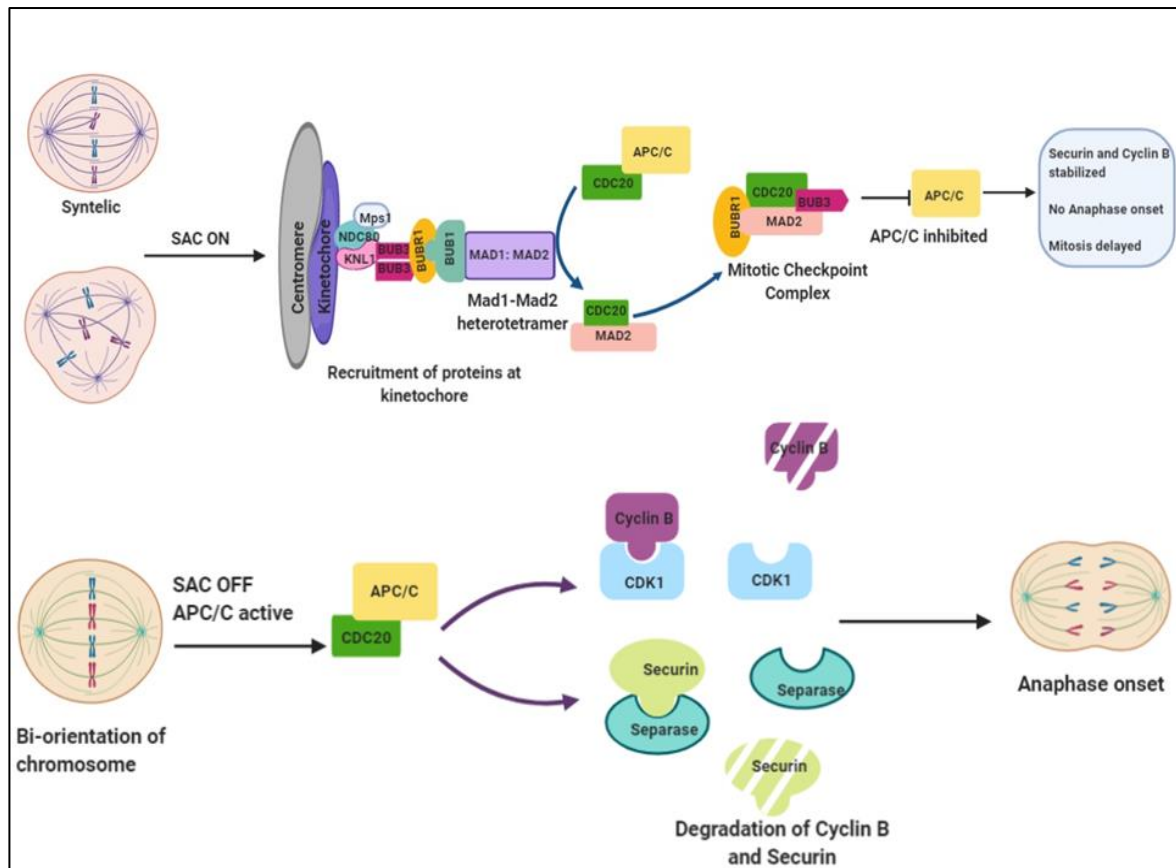 Syntelic
SAC ON
Centromere
Kinetochore
Mps1
NDC80
KNL1
BUB3
BUB3
BUBR1
BUB1
MAD1: MAD2
Mad1-Mad2
heterotetramer
Recruitment of proteins at
kinetochore
APC/C
CDC20
CDC20
MAD2
BUBR1
CDC20
BUB3
MAD2
Mitotic Checkpoint
Complex
APC/C
APC/C inhibited
Securin and Cyclin B
stabilized
No Anaphase onset
Mitosis delayed
Bi-orientation of
chromosome
SAC OFF
APC/C active
APC/C
CDC20
Cyclin B
CDK1
Cyclin B
CDK1
Securin
Separase
Separase
Securin
Degradation of Cyclin B
and Securin
Anaphase onset